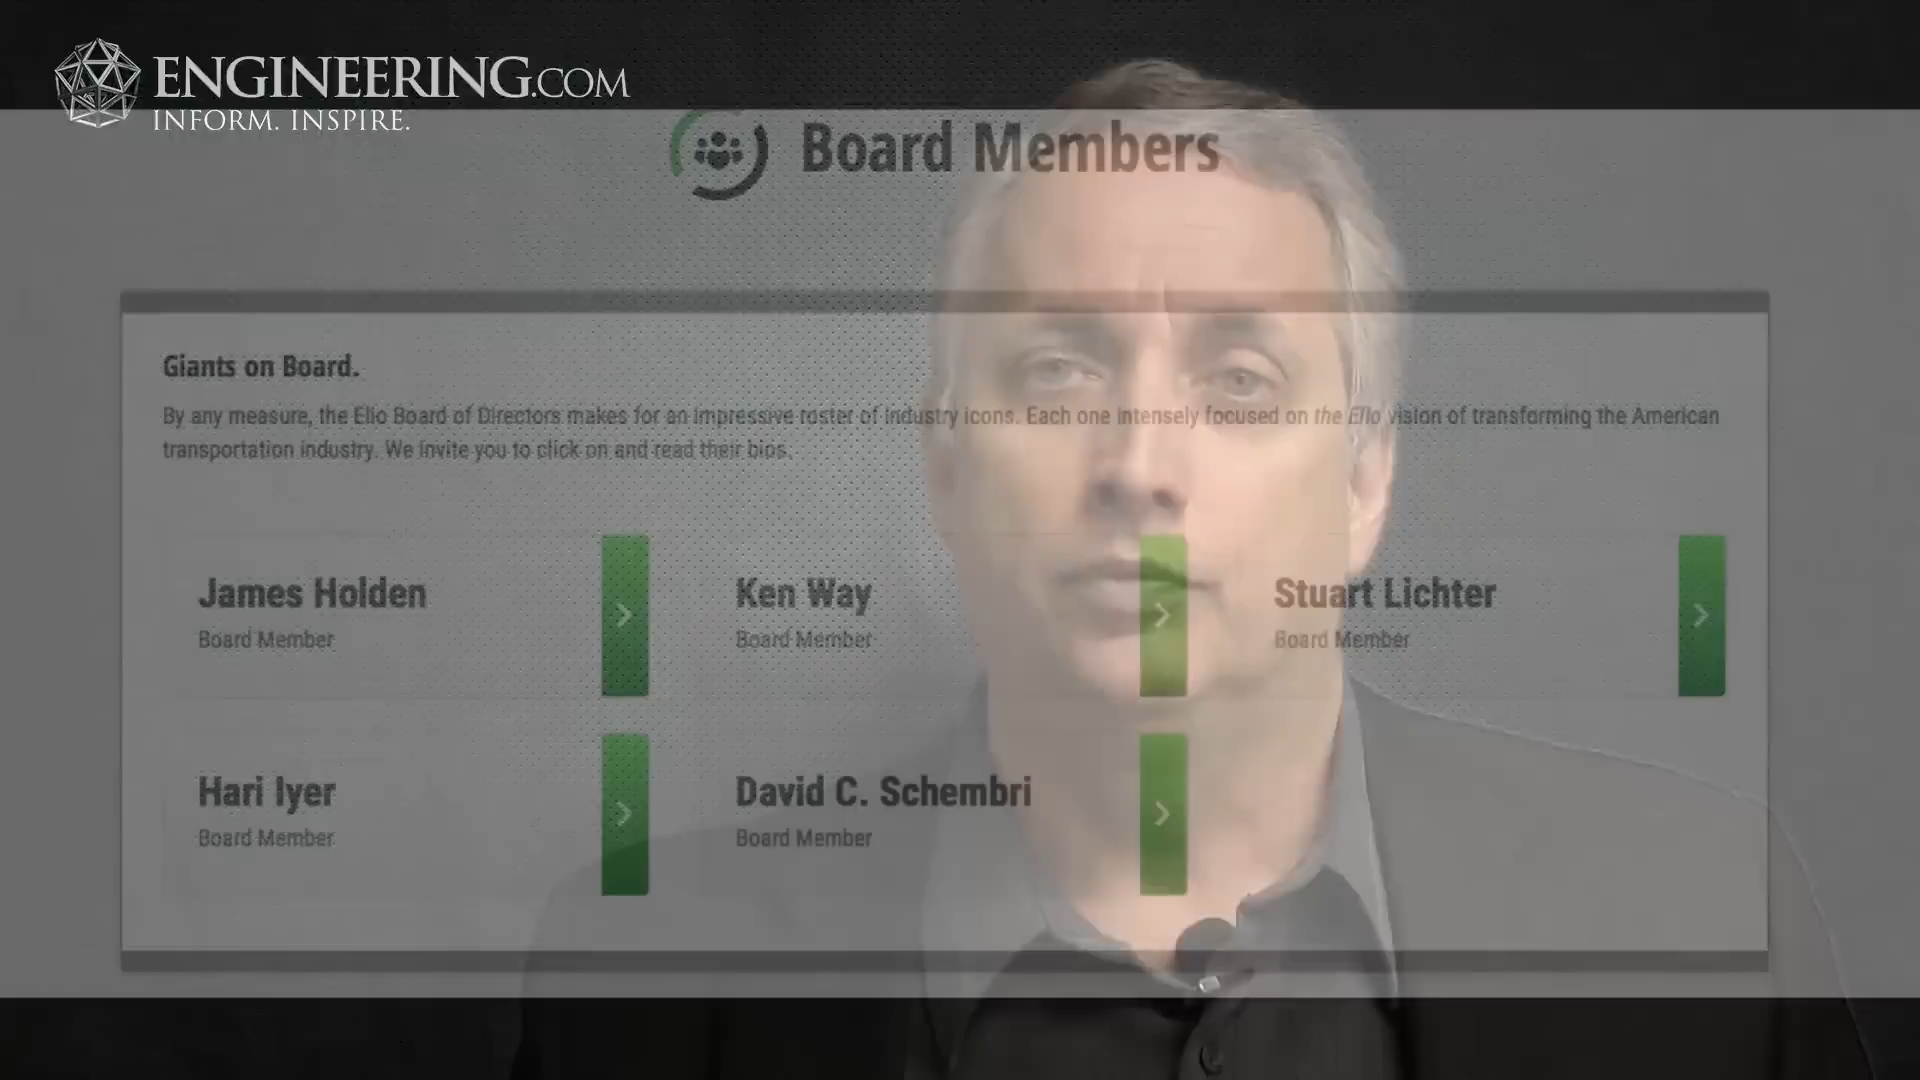 ENGINEERING.COM
INFORM. INSPIRE.
Board Members
Giants on Board.
By any measure, the Elio Board of Directors makes for an impressive roster of industry icons. Each one intensely focused on the Elio vision of transforming the American
transportation industry. We invite you to click on and read their bios.
James Holden
Board Member
Ken Way
Board Member
Stuart Lichter
Board Member
Hari Iyer
Board Member
David C. Schembri
Board Member